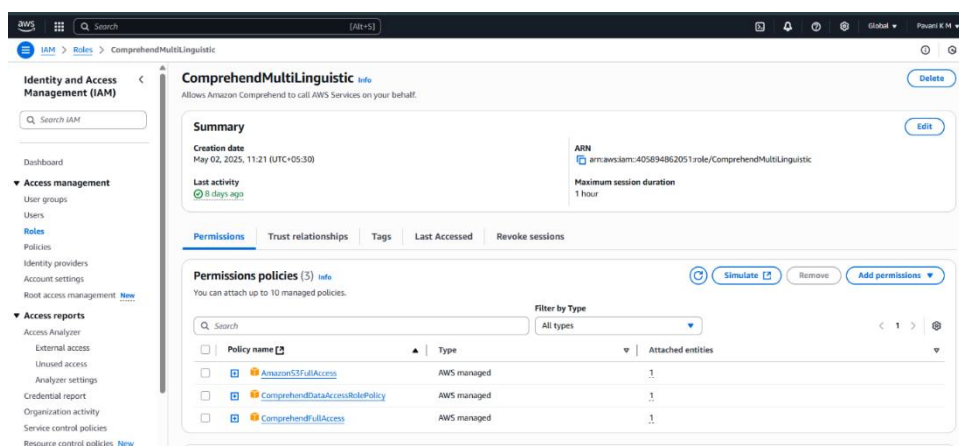 aws
Search
[Alt+S]
Global
Pavani K M
IAM > Roles > ComprehendMultiLinguistic
Identity and Access Management (IAM)
Search IAM
Dashboard
Access management
User groups
Users
Roles
Policies
Identity providers
Account settings
Root access management New
Access reports
Access Analyzer
External access
Unused access
Analyzer settings
Credential report
Organization activity
Service control policies
Resource control policies New
ComprehendMultiLinguistic Info
Delete
Allows Amazon Comprehend to call AWS Services on your behalf.
Summary
Edit
Creation date
May 02, 2025, 11:21 (UTC+05:30)
ARN
arn:aws:iam::405894862051:role/ComprehendMultiLinguistic
Last activity
8 days ago
Maximum session duration
1 hour
Permissions Trust relationships Tags Last Accessed Revoke sessions
Permissions policies (3) Info
Simulate
Remove
Add permissions
You can attach up to 10 managed policies.
Filter by Type
Search
All types
1
Policy name Type Attached entities
AmazonS3FullAccess AWS managed 1
ComprehendDataAccessRolePolicy AWS managed 1
ComprehendFullAccess AWS managed 1